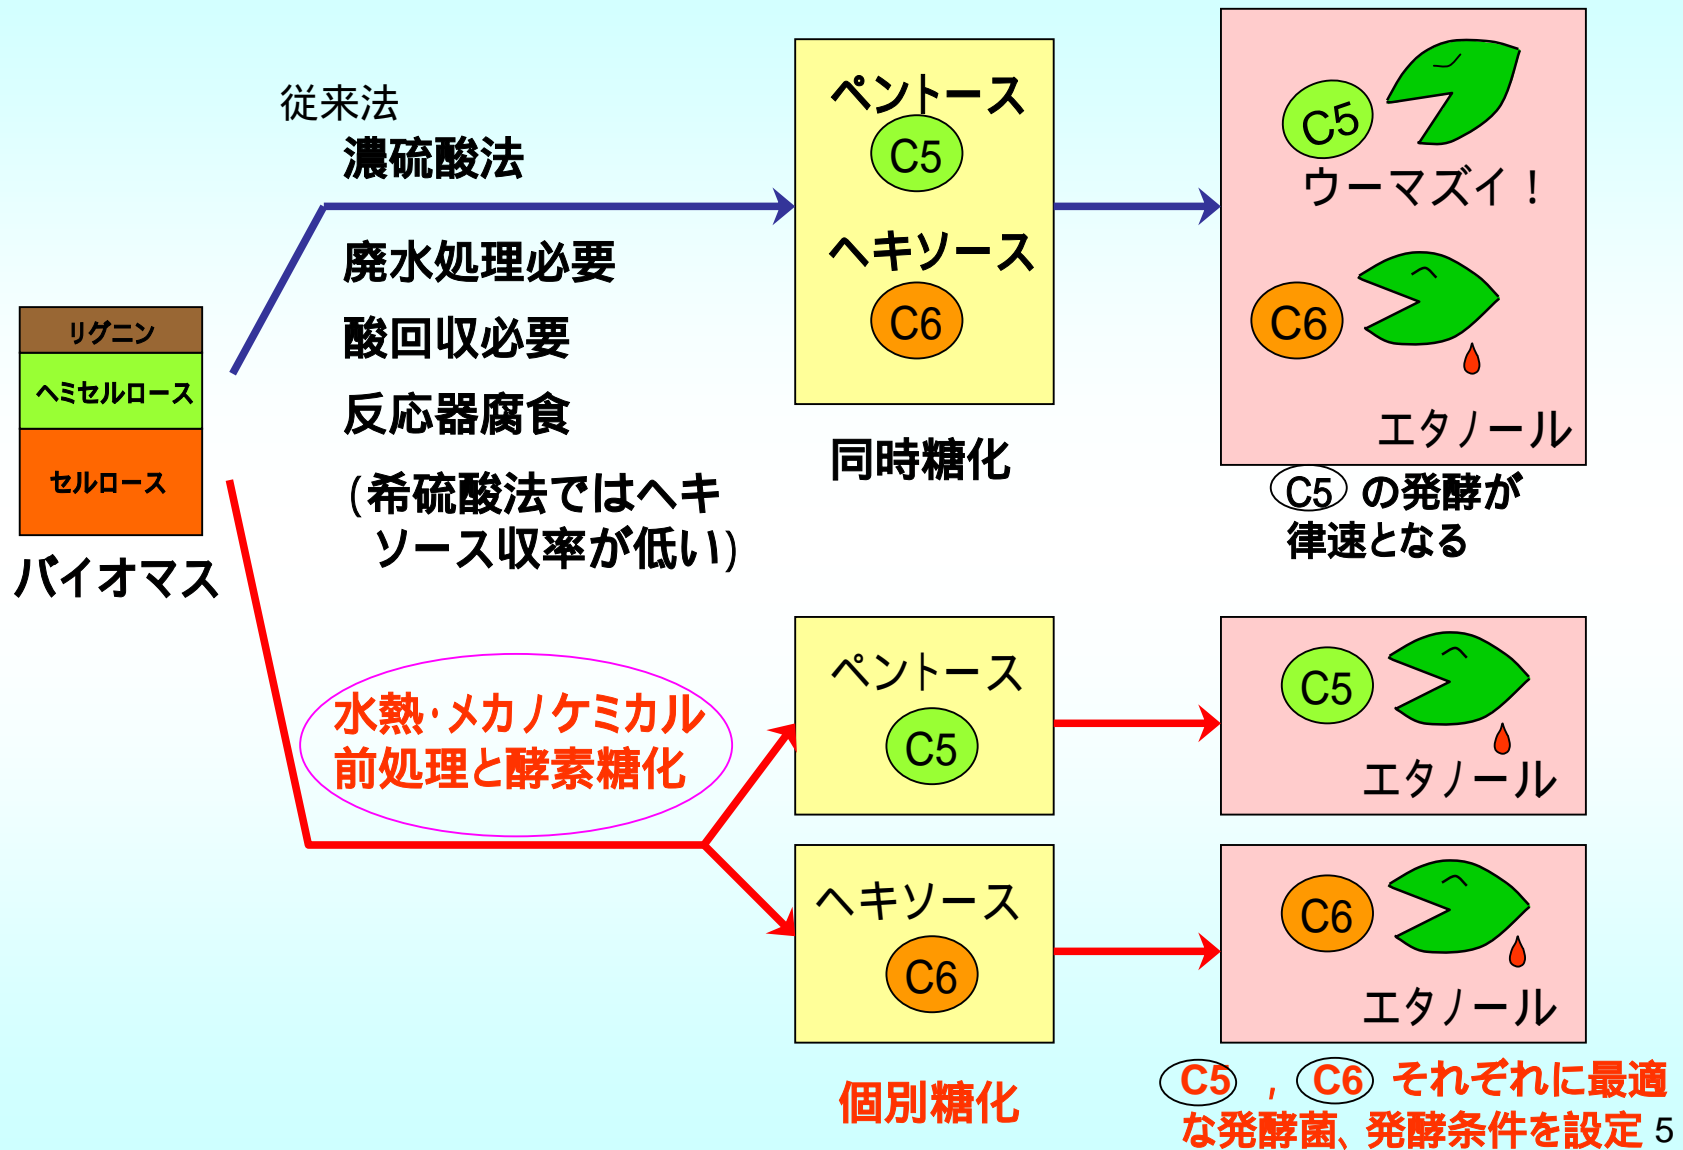 従来法
濃硫酸法
廃水処理必要
酸回収必要
反応器腐食
(希硫酸法ではヘキ
ソース収率が低い)
リグニン
ヘミセルロース
セルロース
バイオマス
ペントース
C5
ヘキソース
C6
同時糖化
C5
ウーマズイ！
C6
エタノール
C5 の発酵が
律速となる
水熱・メカノケミカル
前処理と酵素糖化
ペントース
C5
ヘキソース
C6
個別糖化
C5
エタノール
C6
エタノール
C5 , C6 それぞれに最適
な発酵菌、発酵条件を設定
5